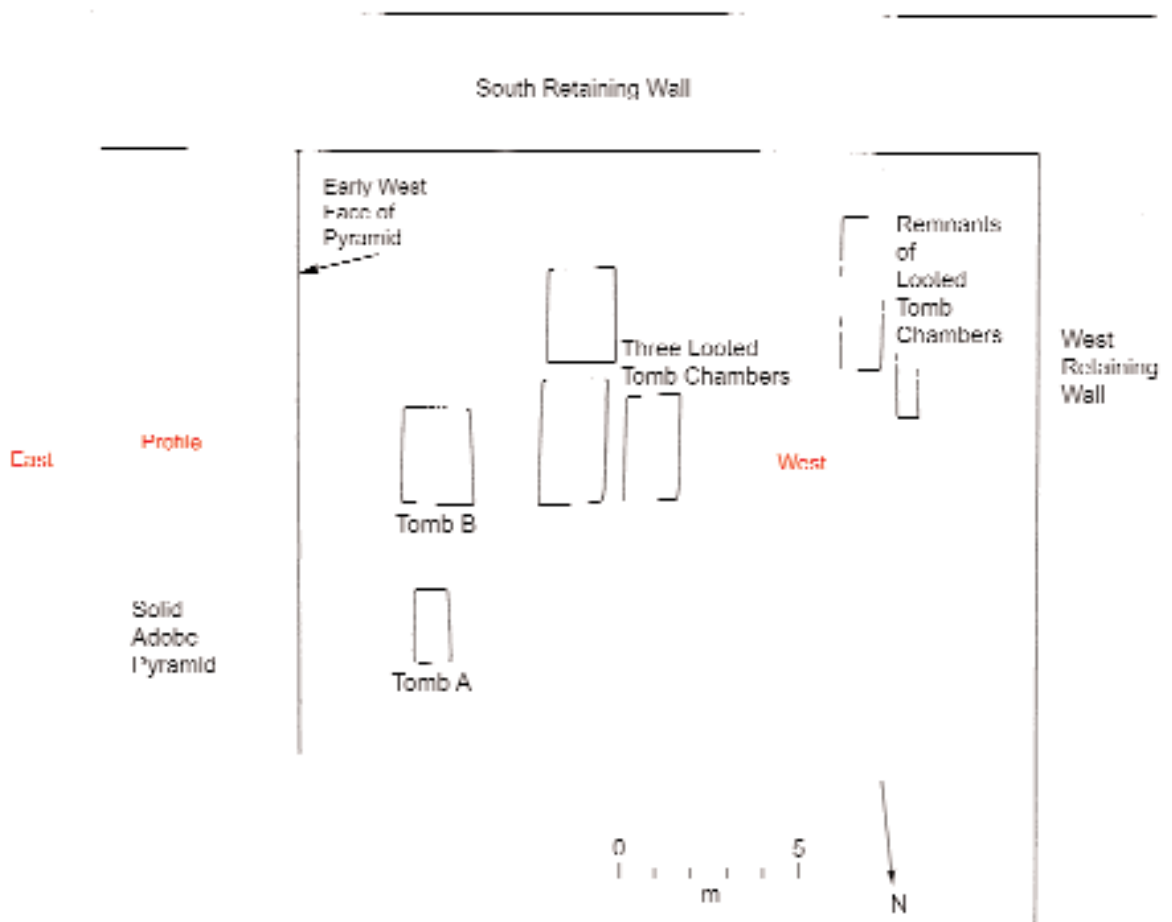 South Retaining Wall
Early West
Face of
Pyramid
Remnants
of
Looted
Tomb
Chambers
Three Looted
Tomb Chambers
West
Retaining
Wall
East
Profile
West
Tomb B
Solid
Adobe
Pyramid
Tomb A
0 5
m
N